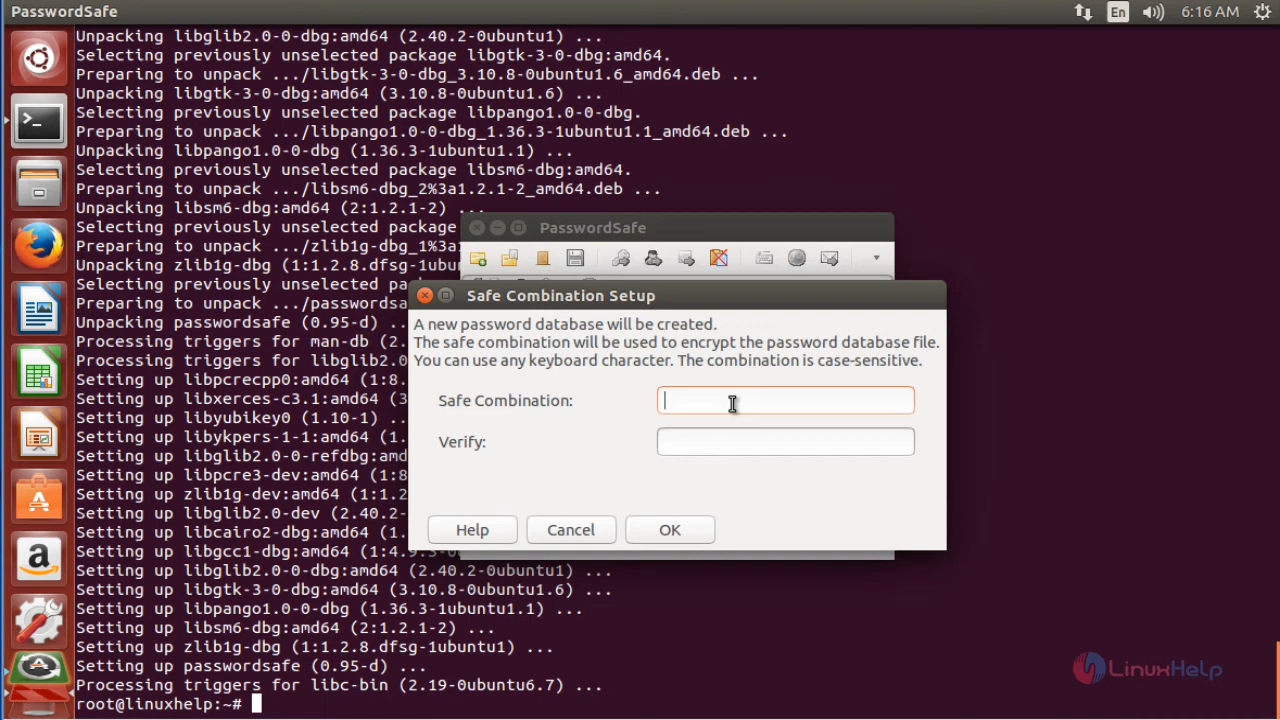 PasswordSafe
En
6:16 AM
Unpacking libglib2.0-0-dbg:amd64 (2.40.2-0ubuntu1) ...
Selecting previously unselected package libgtk-3-0-dbg.
Preparing to unpack .../libgtk-3-0-dbg_3.10.8-0ubuntu1.6_amd64.deb ...
Unpacking libgtk-3-0-dbg:amd64 (3.10.8-0ubuntu1.6) ...
Selecting previously unselected package libpango1.0-0-dbg.
Preparing to unpack .../libpango1.0-0-dbg_1.36.3-1ubuntu1.1_amd64.deb ...
Unpacking libpango1.0-0-dbg (1.36.3-1ubuntu1.1) ...
Selecting previously unselected package libsm6-dbg:amd64.
Preparing to unpack .../libsm6-dbg_2%3a1.2.1-2_amd64.deb ...
Unpacking libsm6-dbg:amd64 (2:1.2.1-2) ...
Selecting previously unselected package
Preparing to unpack .../zlib1g-dbg_1%3a1
Unpacking zlib1g-dbg (1:1.2.8.dfsg-1ubun
Selecting previously unselected package
Preparing to unpack .../passwordsa
Unpacking passwordsafe (0.95-d) ...
Processing triggers for man-db (2.
Processing triggers for libglib2.0
Setting up libpcrecpp0:amd64 (1:8.
Setting up libxerces-c3.1:amd64 (3
Setting up libyubikey0 (1.10-1) ..
Setting up libykpers-1-1:amd64 (1.
Setting up libglib2.0-0-refdbg:amd
Setting up libpcre3-dev:amd64 (1:8
Setting up zlib1g-dev:amd64 (1:1.2
Setting up libglib2.0-dev (2.40.2-
Setting up libcairo2-dbg:amd64 (1.
Setting up libgcc1-dbg:amd64 (1:4.9.3-0
Setting up libglib2.0-0-dbg:amd64 (2.40.2-0ubuntu1) ...
Setting up libgtk-3-0-dbg:amd64 (3.10.8-0ubuntu1.6) ...
Setting up libpango1.0-0-dbg (1.36.3-1ubuntu1.1) ...
Setting up libsm6-dbg:amd64 (2:1.2.1-2) ...
Setting up zlib1g-dbg (1:1.2.8.dfsg-1ubuntu1) ...
Setting up passwordsafe (0.95-d) ...
Processing triggers for libc-bin (2.19-0ubuntu6.7) ...
root@linuxhelp:~#
PasswordSafe
Safe Combination Setup
A new password database will be created.
The safe combination will be used to encrypt the password database file.
You can use any keyboard character. The combination is case-sensitive.
Safe Combination:
Verify:
Help
Cancel
OK
LinuxHelp